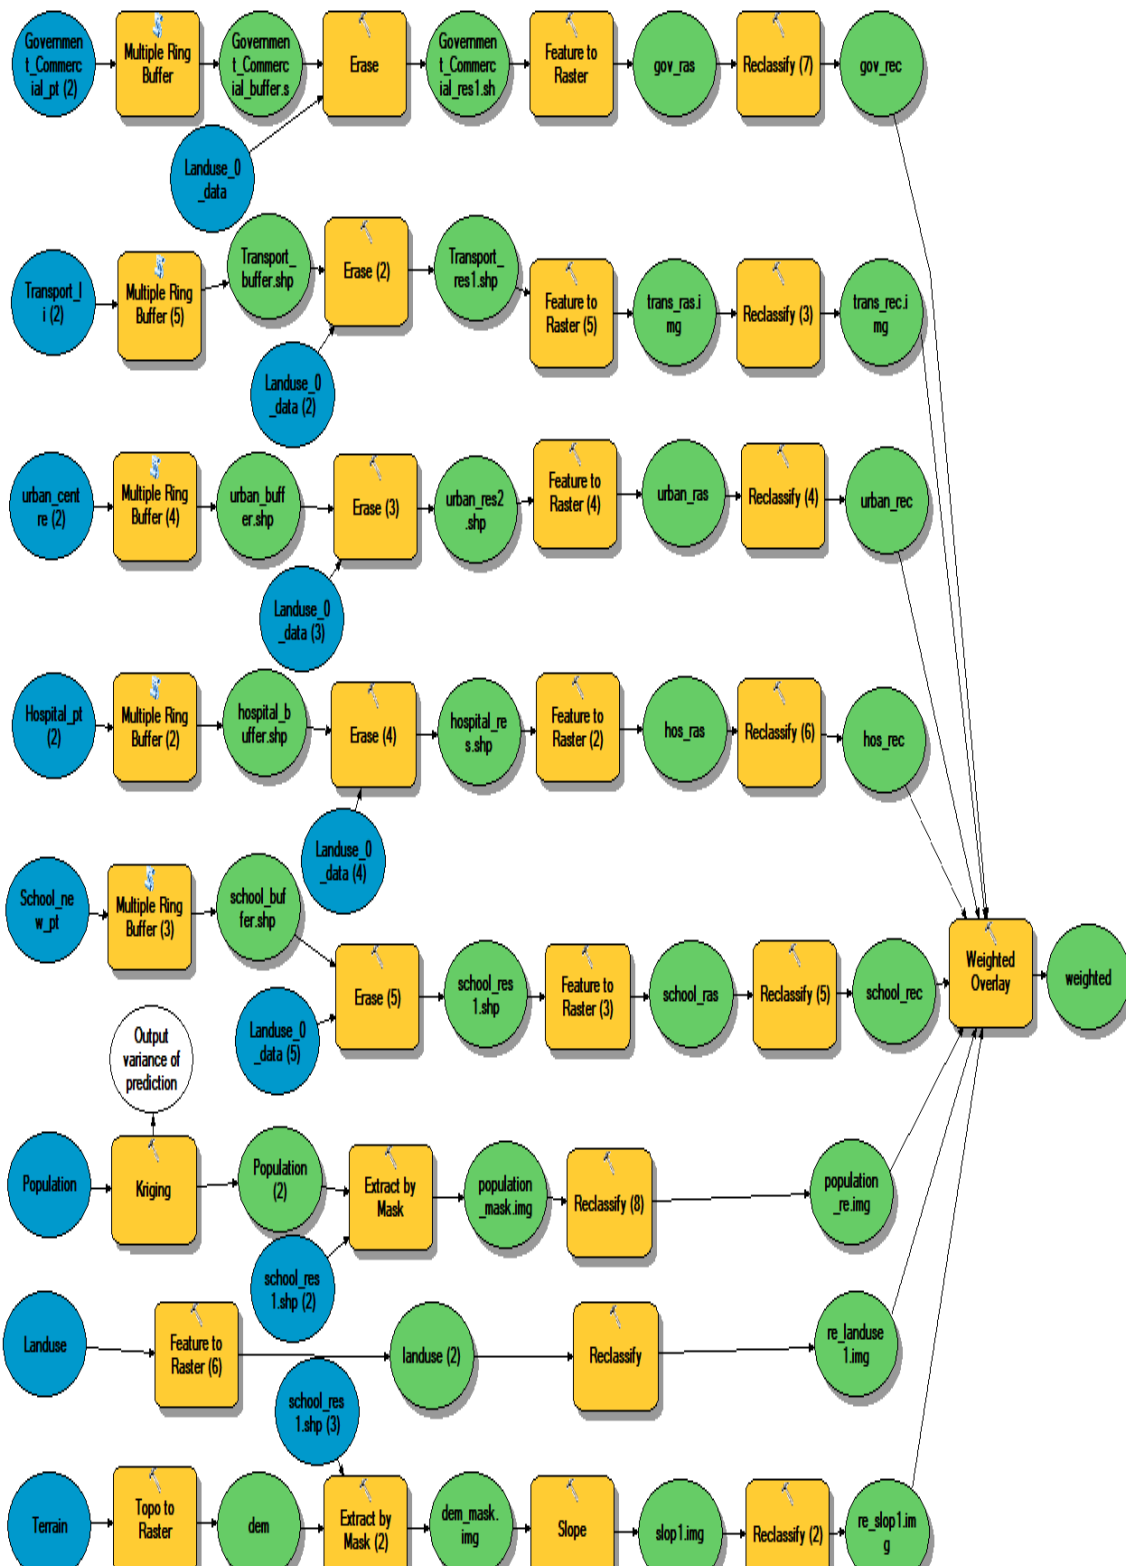 Governmen
t_Commerc
ial_pt (2)
Multiple Ring
Buffer
Governmen
t_Commerc
ial_buffer.s
Erase
Governmen
t_Commerc
ial_res1.sh
Feature to
Raster
gov_ras
Reclassify (7)
gov_rec
Landuse_0
_data
Transport_l
i (2)
Multiple Ring
Buffer (5)
Transport_
buffer.shp
Erase (2)
Transport_
res1.shp
Feature to
Raster (5)
trans_ras.i
mg
Reclassify (3)
trans_rec.i
mg
Landuse_0
_data (2)
urban_cent
re (2)
Multiple Ring
Buffer (4)
urban_buff
er.shp
Erase (3)
urban_res2
.shp
Feature to
Raster (4)
urban_ras
Reclassify (4)
urban_rec
Landuse_0
_data (3)
Hospital_pt
(2)
Multiple Ring
Buffer (2)
hospital_b
uffer.shp
Erase (4)
hospital_re
s.shp
Feature to
Raster (2)
hos_ras
Reclassify (6)
hos_rec
Landuse_0
_data (4)
School_ne
w_pt
Multiple Ring
Buffer (3)
school_buf
fer.shp
Erase (5)
school_res
1.shp
Feature to
Raster (3)
school_ras
Reclassify (5)
school_rec
Weighted
Overlay
weighted
Landuse_0
_data (5)
Output
variance of
prediction
Population
Kriging
Population
(2)
Extract by
Mask
population
_mask.img
Reclassify (8)
population
_re.img
school_res
1.shp (2)
Landuse
Feature to
Raster (6)
landuse (2)
Reclassify
re_landuse
1.img
school_res
1.shp (3)
Terrain
Topo to
Raster
dem
Extract by
Mask (2)
dem_mask.
img
Slope
slop1.img
Reclassify (2)
re_slop1.im
g